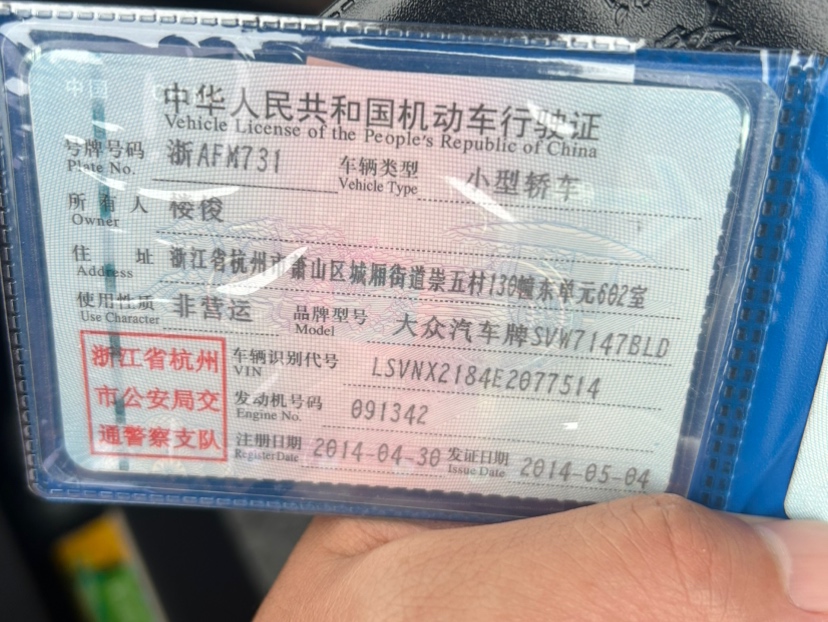 中国
中华人民共和国机动车行驶证
Vehicle License of the People's Republic of China
号牌号码 浙AFM731 车辆类型 小型轿车
Plate No. Vehicle Type
所有人 楼俊
Owner
住址 浙江省杭州市萧山区城厢街道崇五村130幢东单元602室
Address
使用性质 非营运 品牌型号 大众汽车牌SVW7147BLD
Use Character Model
浙江省杭州
市公安局交
通警察支队
车辆识别代号 LSVNX2184E2077514
VIN
发动机号码 091342
Engine No.
注册日期 2014-04-30 发证日期 2014-05-04
Register Date Issue Date